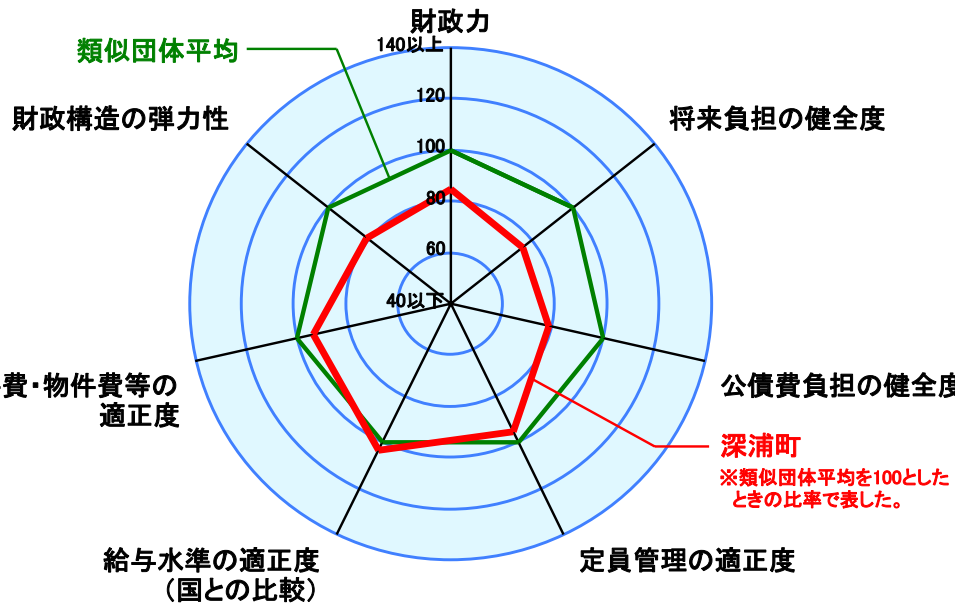 財政力
140以上
類似団体平均
120
財政構造の弾力性
将来負担の健全度
100
80
60
40以下
費・物件費等の
適正度
公債費負担の健全度
深浦町
※類似団体平均を100とした
ときの比率で表した。
給与水準の適正度
（国との比較）
定員管理の適正度